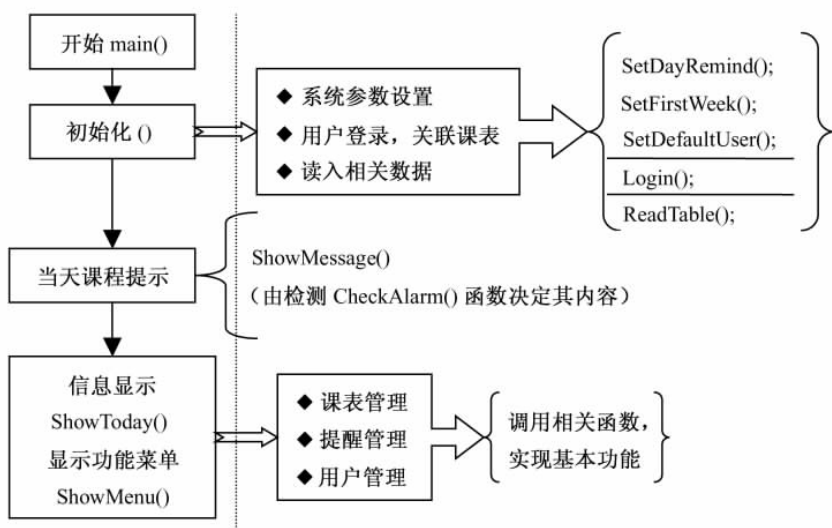 开始 main()
初始化 ()
◆ 系统参数设置
◆ 用户登录，关联课表
◆ 读入相关数据
SetDayRemind();
SetFirstWeek();
SetDefaultUser();
Login();
ReadTable();
当天课程提示
ShowMessage()
（由检测 CheckAlarm() 函数决定其内容）
信息显示
ShowToday()
显示功能菜单
ShowMenu()
◆ 课表管理
◆ 提醒管理
◆ 用户管理
调用相关函数，
实现基本功能